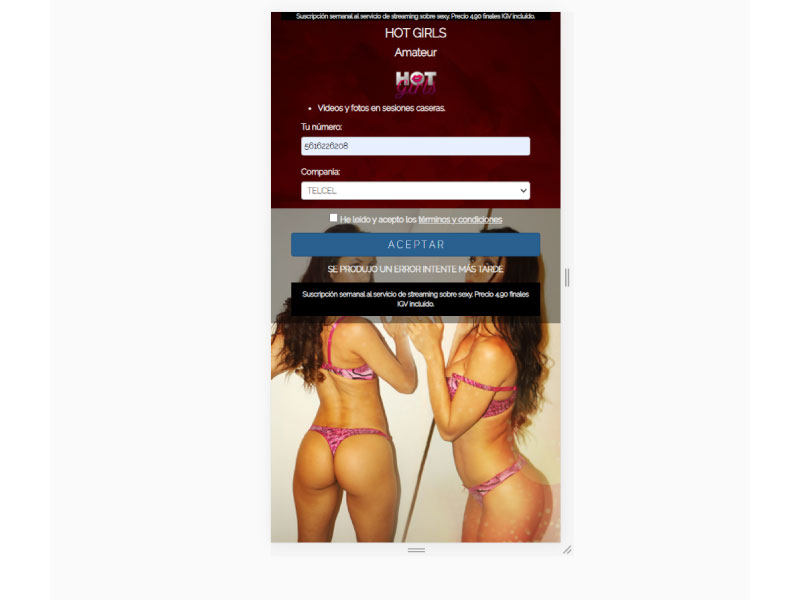 Suscripción semanal al servicio de streaming sobre sexy. Precio 4,90 finales IGV incluido.
HOT GIRLS
Amateur
HOT
girls
• Videos y fotos en sesiones caseras.
Tu número:
5616226208
Compania:
TELCEL
He leído y acepto los términos y condiciones
ACEPTAR
SE PRODUJO UN ERROR INTENTE MÁS TARDE
Suscripción semanal al servicio de streaming sobre sexy. Precio 4,90 finales
IGV incluido.